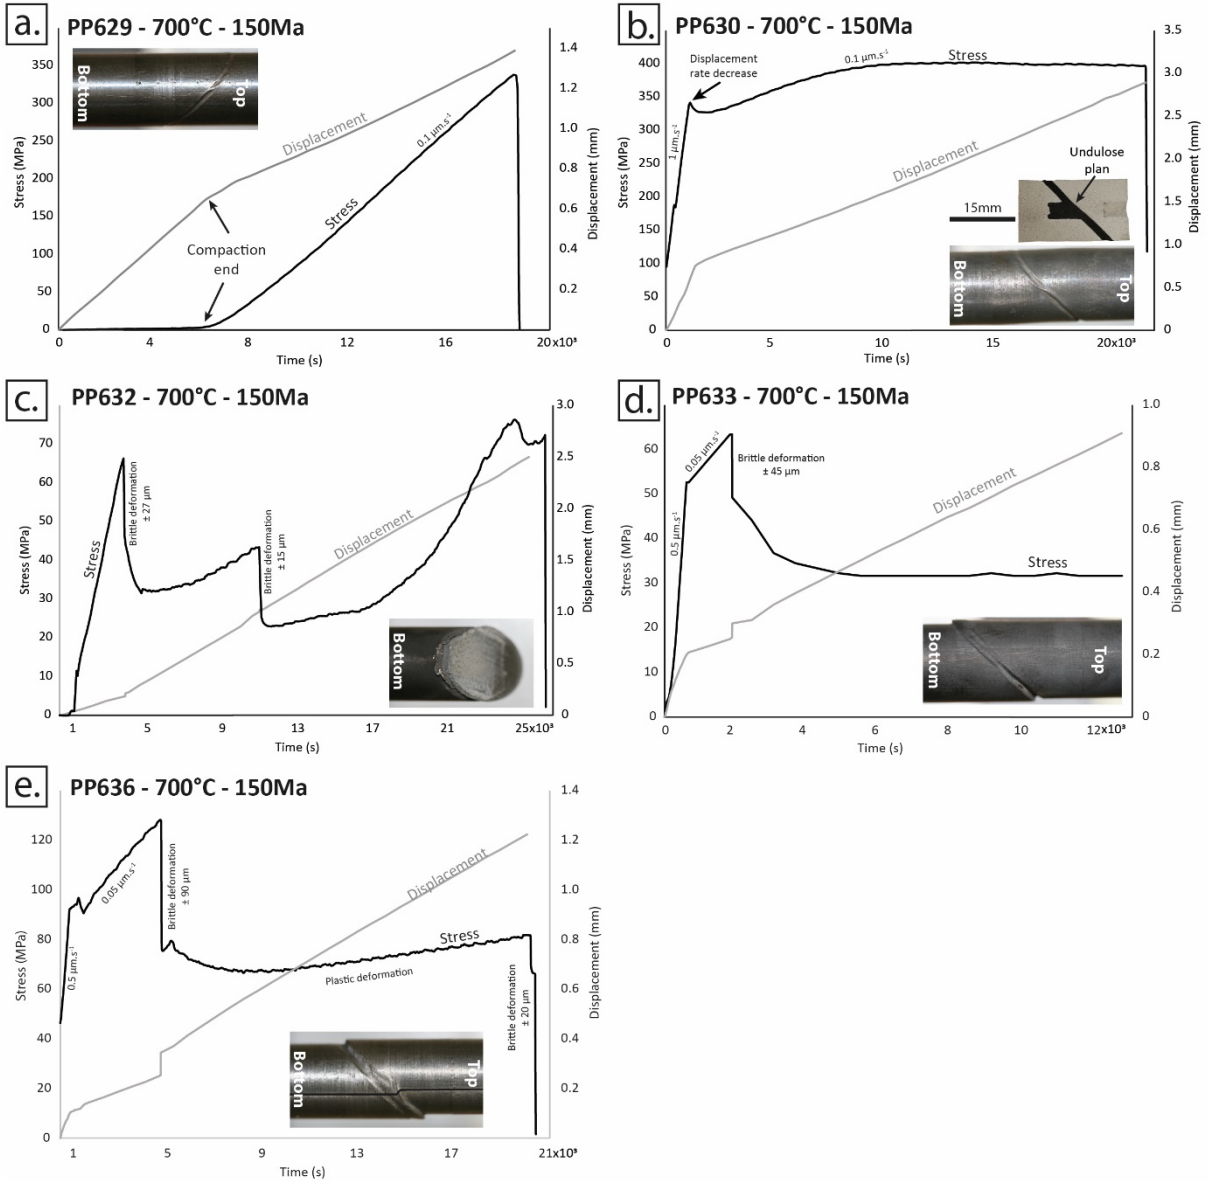 a.
PP629 - 700°C - 150Ma
350
300
250
200
150
100
50
0
Stress (MPa)
1.4
1.2
1.0
0.8
0.6
0.4
0.2
Displacement (mm)
Bottom
Top
Displacement
0.1 µm.s⁻¹
Stress
Compaction
end
0
4
8
12
16
20x10³
Time (s)
b.
PP630 - 700°C - 150Ma
400
350
300
250
200
150
100
50
0
Stress (MPa)
3.5
3.0
2.5
2.0
1.5
1.0
0.5
0
Displacement (mm)
Displacement
rate decrease
1 µm.s⁻¹
0.1 µm.s⁻¹
Stress
Displacement
Undulose
plan
15mm
Bottom
Top
0
5
10
15
20x10³
Time (s)
c.
PP632 - 700°C - 150Ma
70
60
50
40
30
20
10
0
Stress (MPa)
3.0
2.5
2.0
1.5
1.0
0.5
0
Displacement (mm)
Stress
Brittle deformation
± 27 µm
Brittle deformation
± 15 µm
Displacement
Bottom
1
5
9
13
17
21
25x10³
Time (s)
d.
PP633 - 700°C - 150Ma
60
50
40
30
20
10
0
Stress (MPa)
1.0
0.8
0.6
0.4
0.2
0
Displacement (mm)
0.5 µm.s⁻¹
0.05 µm.s⁻¹
Brittle deformation
± 45 µm
Displacement
Stress
Bottom
Top
0
2
4
6
8
10
12x10³
Time (s)
e.
PP636 - 700°C - 150Ma
120
100
80
60
40
20
0
Stress (MPa)
1.4
1.2
1.0
0.8
0.6
0.4
0.2
Displacement (mm)
0.5 µm.s⁻¹
0.05 µm.s⁻¹
Brittle deformation
± 90 µm
Displacement
Stress
Plastic deformation
Brittle deformation
± 20 µm
Bottom
Top
1
5
9
13
17
21x10³
Time (s)